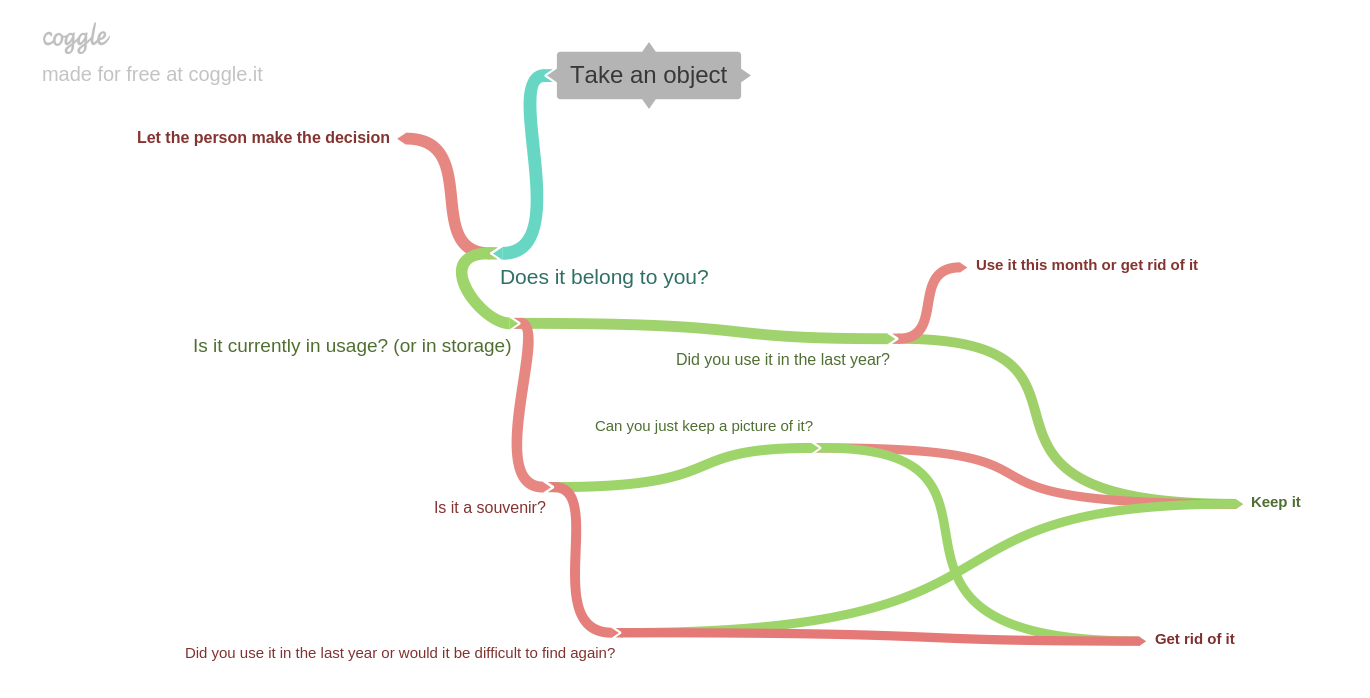 coggle
made for free at coggle.it
Take an object
Let the person make the decision
Does it belong to you?
Use it this month or get rid of it
Is it currently in usage? (or in storage)
Did you use it in the last year?
Can you just keep a picture of it?
Is it a souvenir?
Keep it
Did you use it in the last year or would it be difficult to find again?
Get rid of it